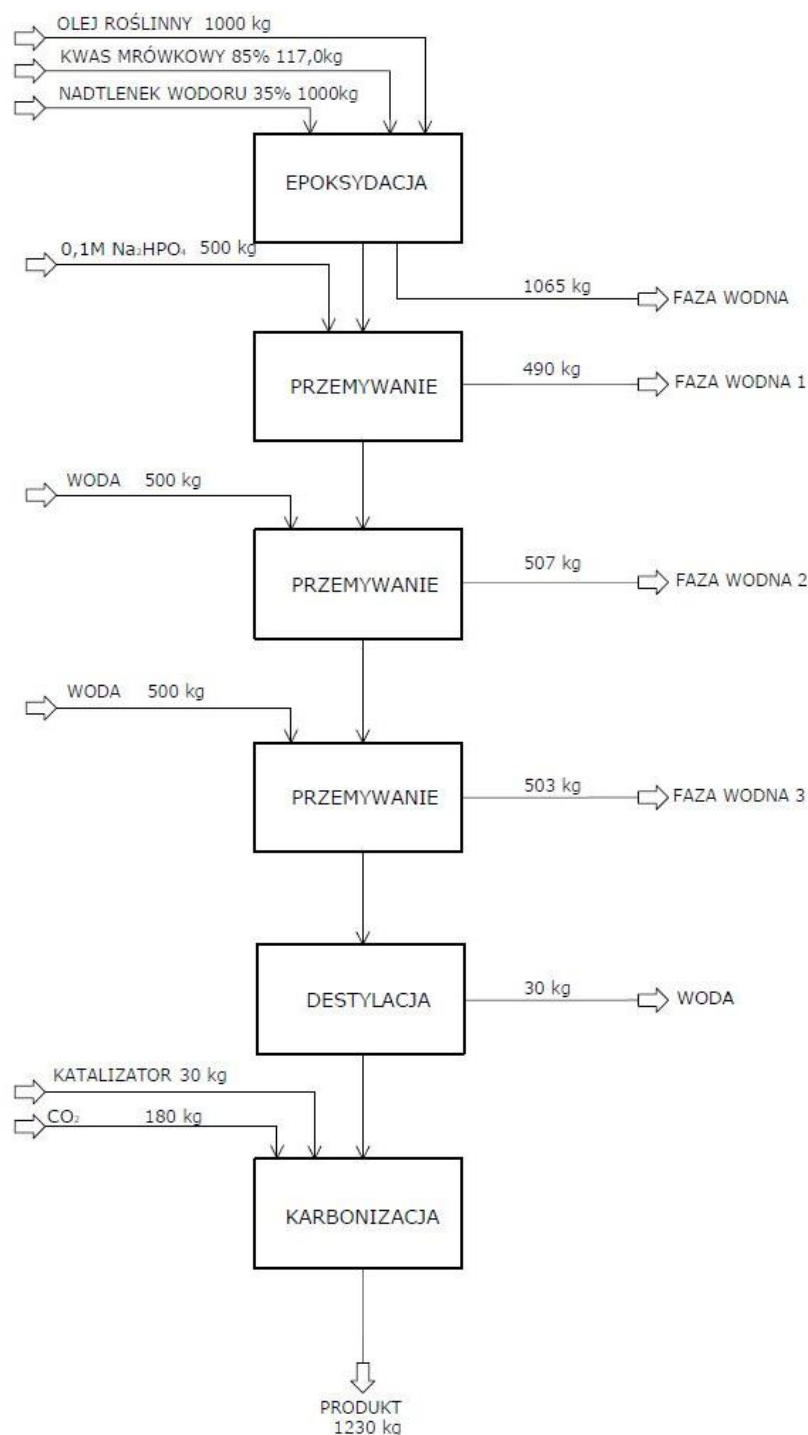 OLEJ ROŚLINNY 1000 kg
KWAS MRÓWKOWY 85% 117,0kg
NADTLENEK WODORU 35% 1000kg
EPOKSYDACJA
0,1M Na₂HPO₄ 500 kg
1065 kg
FAZA WODNA
PRZEMYWANIE
490 kg
FAZA WODNA 1
WODA 500 kg
PRZEMYWANIE
507 kg
FAZA WODNA 2
WODA 500 kg
PRZEMYWANIE
503 kg
FAZA WODNA 3
DESTYLACJA
30 kg
WODA
KATALIZATOR 30 kg
CO₂ 180 kg
KARBONIZACJA
PRODUKT
1230 kg